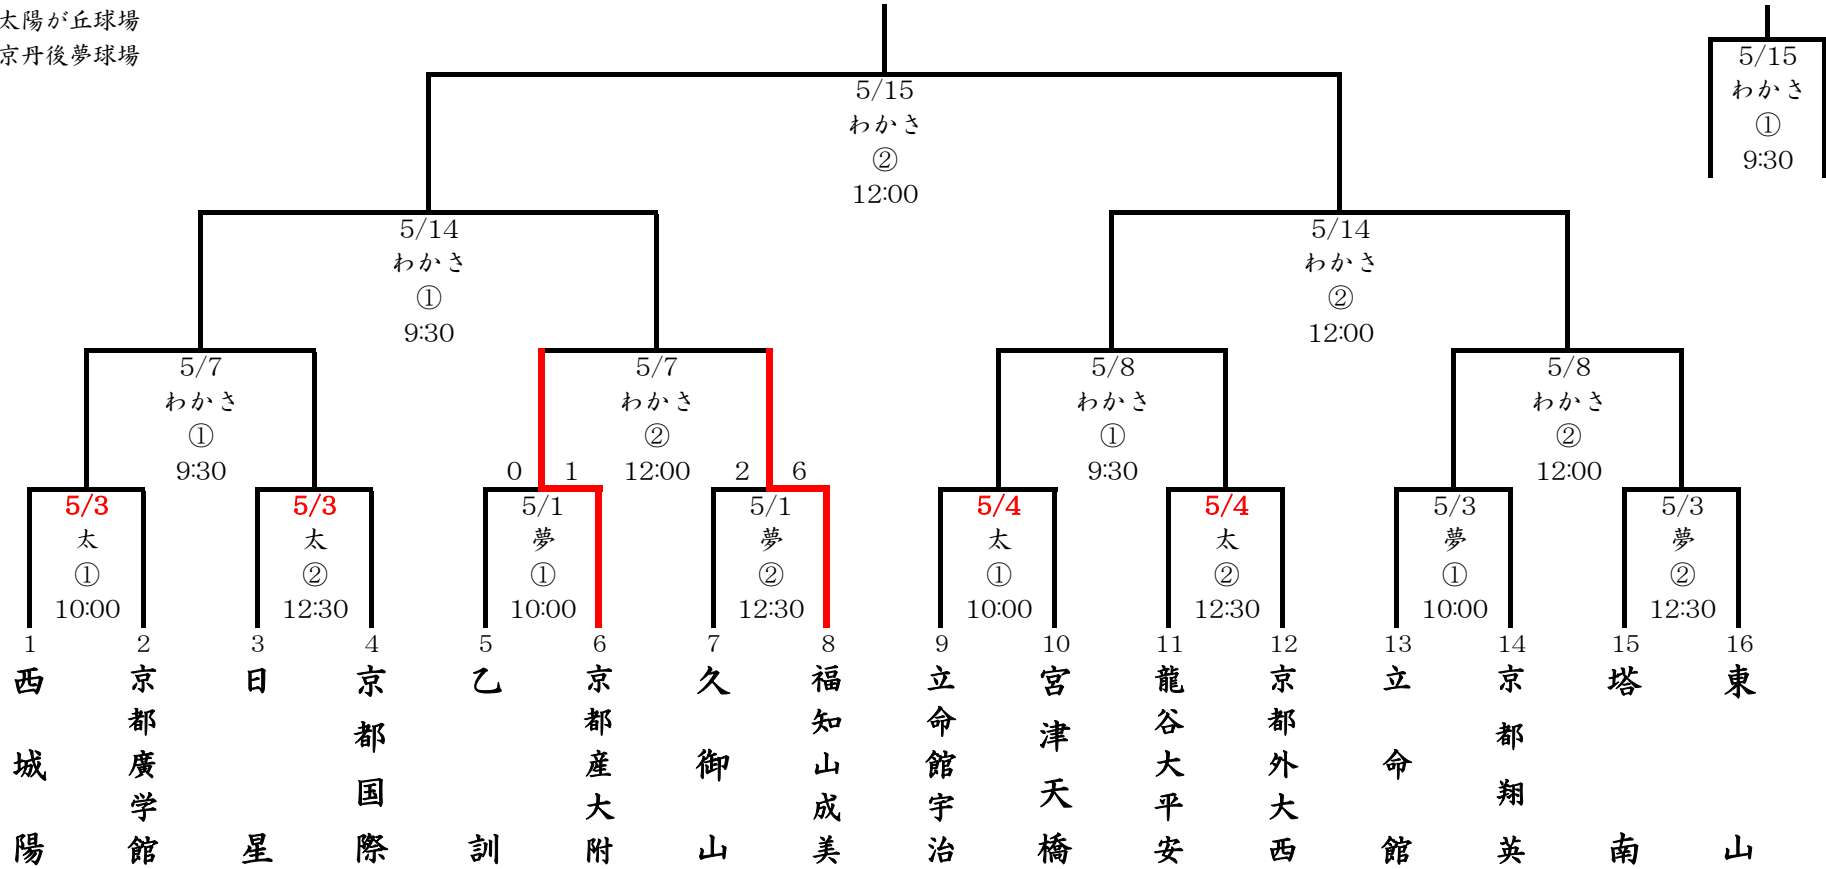 太陽が丘球場
京丹後夢球場
5/15
わかさ
①
9:30
5/15
わかさ
②
12:00
5/14
わかさ
①
9:30
5/14
わかさ
②
12:00
5/7
わかさ
①
9:30
5/7
わかさ
②
12:00
5/8
わかさ
①
9:30
5/8
わかさ
②
12:00
0 1 2 6
5/3
太
①
10:00
5/3
太
②
12:30
5/1
夢
①
10:00
5/1
夢
②
12:30
5/4
太
①
10:00
5/4
太
②
12:30
5/3
夢
①
10:00
5/3
夢
②
12:30
1
西城陽
2
京都廣学館
3
日星
4
京都国際
5
乙訓
6
京都産大附
7
久御山
8
福知山成美
9
立命館宇治
10
宮津天橋
11
龍谷大平安
12
京都外大西
13
立命館
14
京都翔英
15
塔南
16
東山